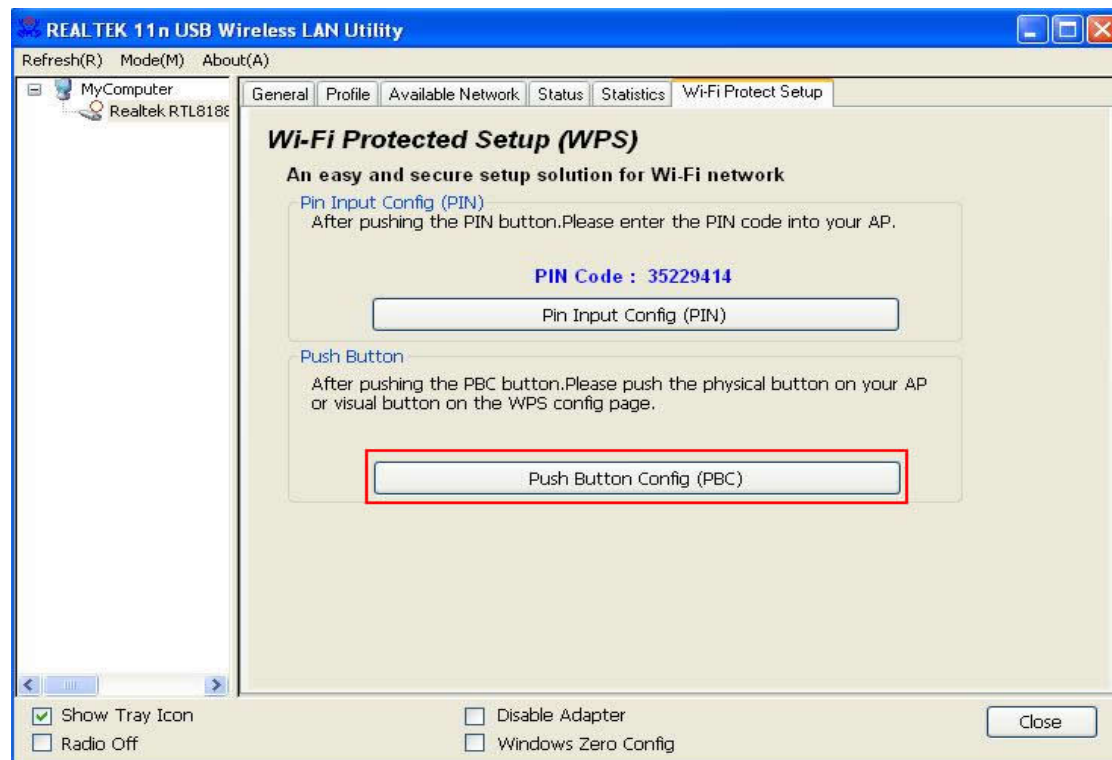 REALTEK 11n USB Wireless LAN Utility
Refresh(R) Mode(M) About(A)
MyComputer
Realtek RTL8188
General Profile Available Network Status Statistics Wi-Fi Protect Setup
Wi-Fi Protected Setup (WPS)
An easy and secure setup solution for Wi-Fi network
Pin Input Config (PIN)
After pushing the PIN button.Please enter the PIN code into your AP.
PIN Code : 35229414
Pin Input Config (PIN)
Push Button
After pushing the PBC button.Please push the physical button on your AP
or visual button on the WPS config page.
Push Button Config (PBC)
Show Tray Icon
Disable Adapter
Radio Off
Windows Zero Config
Close